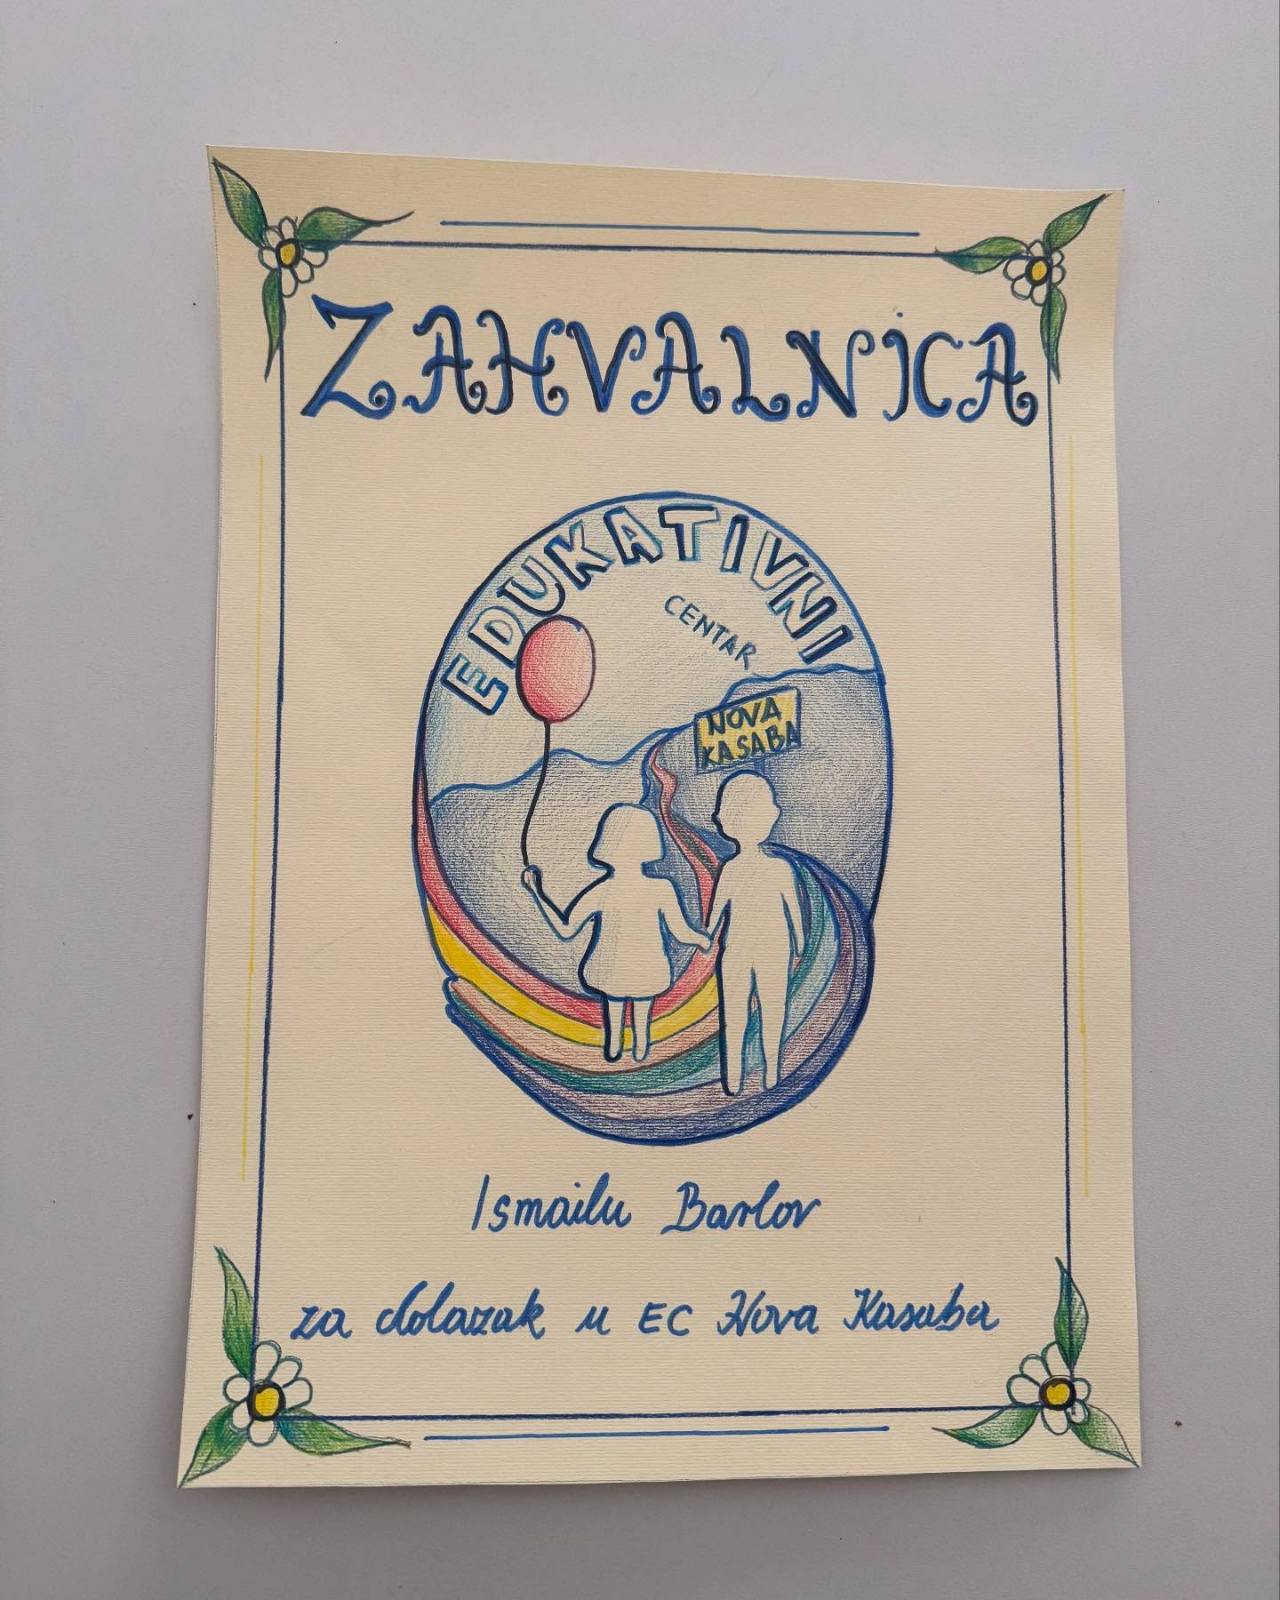 ZAHVALNICA
EDUKATIVNI
CENTAR
NOVA
KASABA
Ismailu Barlov
za dolazak u EC Nova Kasaba